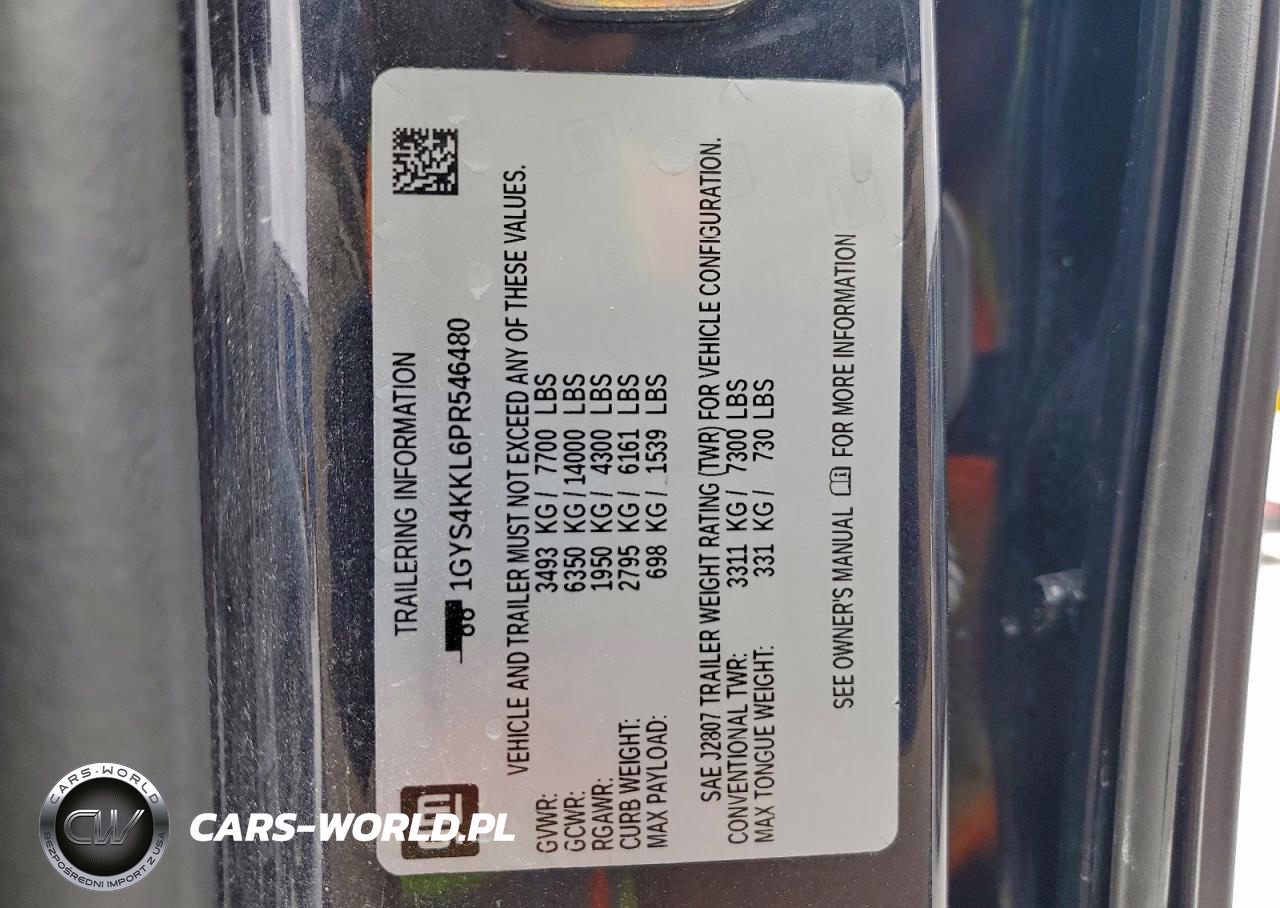 TRAILERING INFORMATION
1GYS4KKL6PR546480
VEHICLE AND TRAILER MUST NOT EXCEED ANY OF THESE VALUES.
GVWR: 3493 KG / 7700 LBS
GCWR: 6350 KG / 14000 LBS
RGAWR: 1950 KG / 4300 LBS
CURB WEIGHT: 2795 KG / 6161 LBS
MAX PAYLOAD: 698 KG / 1539 LBS
SAE J2807 TRAILER WEIGHT RATING (TWR) FOR VEHICLE CONFIGURATION.
CONVENTIONAL TWR: 3311 KG / 7300 LBS
MAX TONGUE WEIGHT: 331 KG / 730 LBS
SEE OWNER'S MANUAL FOR MORE INFORMATION
gm
CARS-WORLD
CW
BEZPOŚREDNI IMPORT Z USA
CARS-WORLD.PL